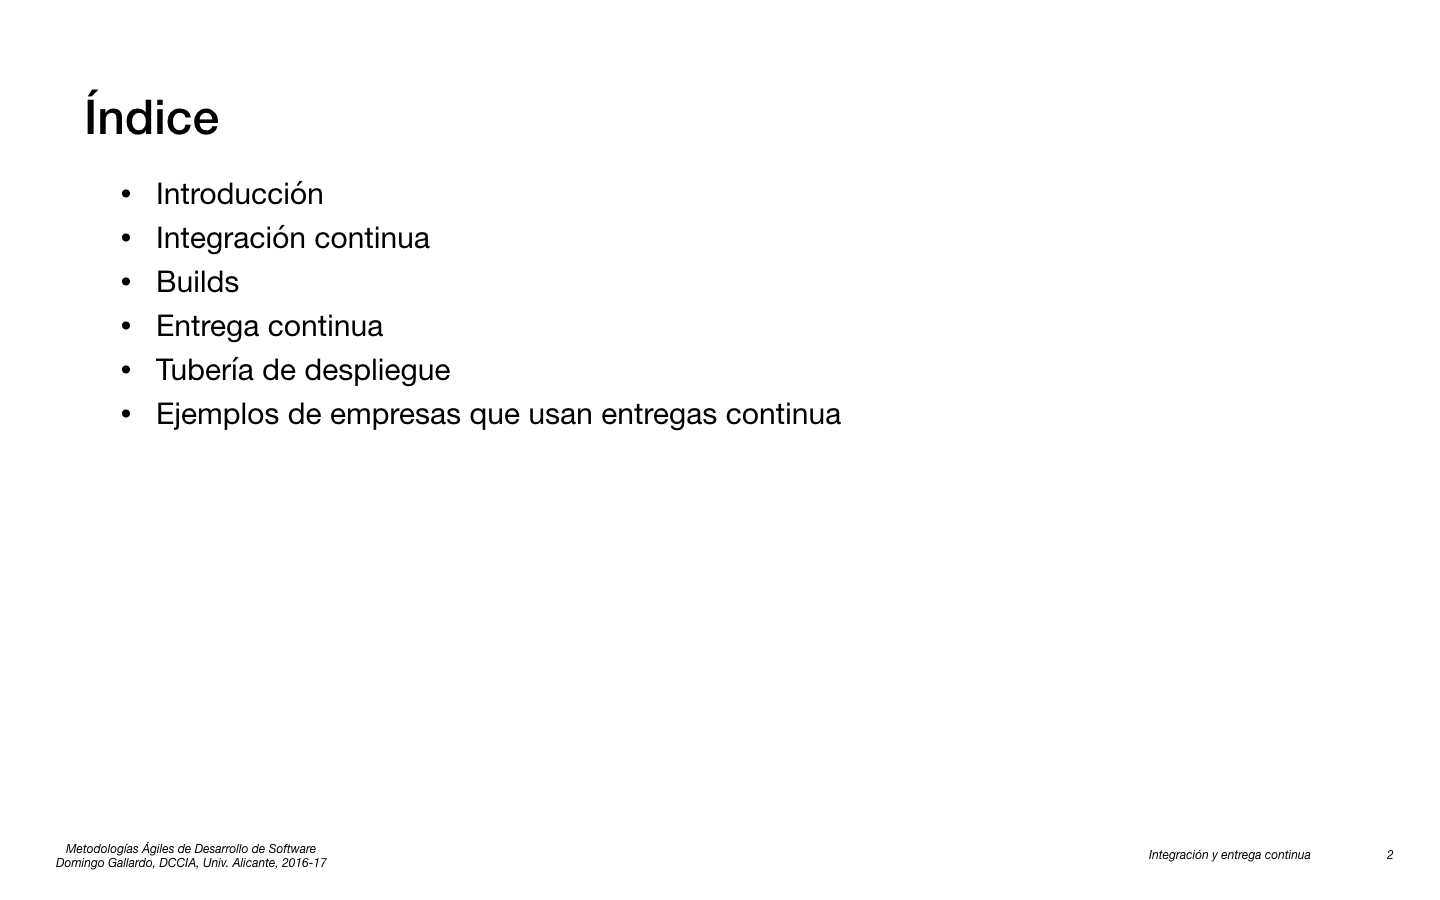 Índice
• Introducción
• Integración continua
• Builds
• Entrega continua
• Tubería de despliegue
• Ejemplos de empresas que usan entregas continua
Metodologías Ágiles de Desarrollo de Software
Domingo Gallardo, DCCIA, Univ. Alicante, 2016-17
Integración y entrega continua
2